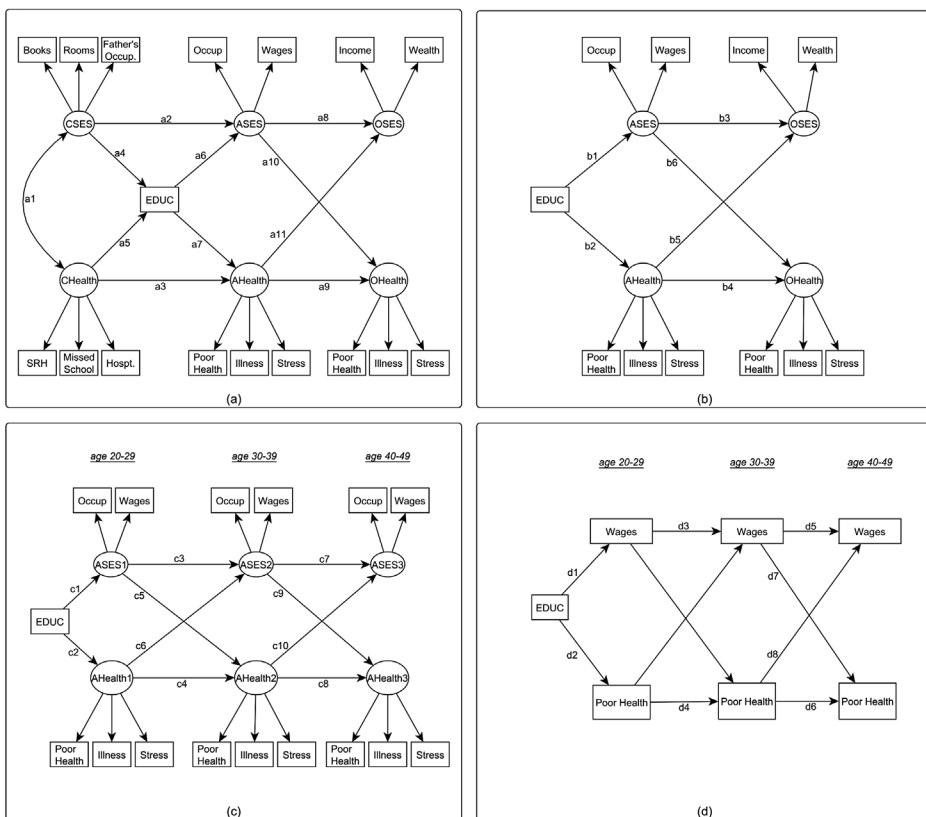 Books Rooms Father's Occup. Occup Wages Income Wealth
CSES a2 ASES a8 OSES
a4 a6 a10
a1 EDUC
a5 a7 a11
CHealth a3 AHealth a9 OHealth
SRH Missed School Hospt. Poor Health Illness Stress Poor Health Illness Stress
(a)
Occup Wages Income Wealth
ASES b3 OSES
b1 b6
EDUC
b2 b5
AHealth b4 OHealth
Poor Health Illness Stress Poor Health Illness Stress
(b)
age 20-29 age 30-39 age 40-49
Occup Wages Occup Wages Occup Wages
ASES1 c3 ASES2 c7 ASES3
c1 c5 c9
EDUC
c2 c6 c10
AHealth1 c4 AHealth2 c8 AHealth3
Poor Health Illness Stress Poor Health Illness Stress Poor Health Illness Stress
(c)
age 20-29 age 30-39 age 40-49
Wages d3 Wages d5 Wages
d1 d7
EDUC
d2 d8
Poor Health d4 Poor Health d6 Poor Health
(d)